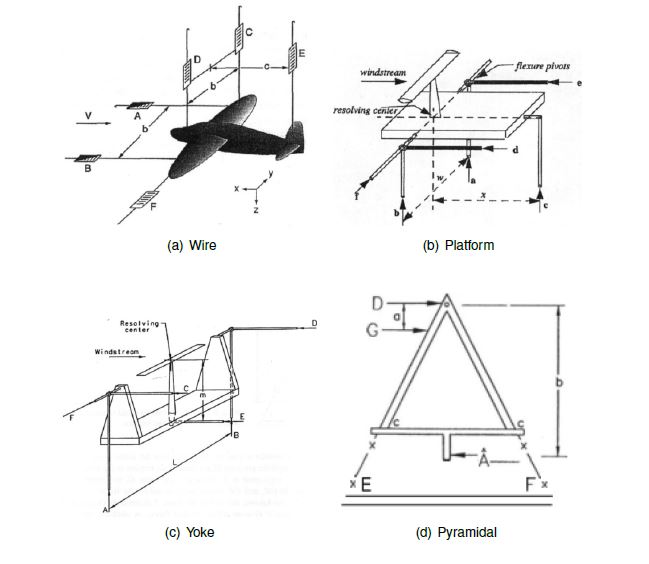 C
D
E
c
b
V
A
b
B
F
x
y
z
(a) Wire
windstream
flexure pivots
e
resolving center
d
w
a
x
f
b
c
(b) Platform
Resolving
center
D
Windstream
C
m
F
E
B
L
A
(c) Yoke
D
a
G
b
c
c
x
x
A
x E
F x
(d) Pyramidal